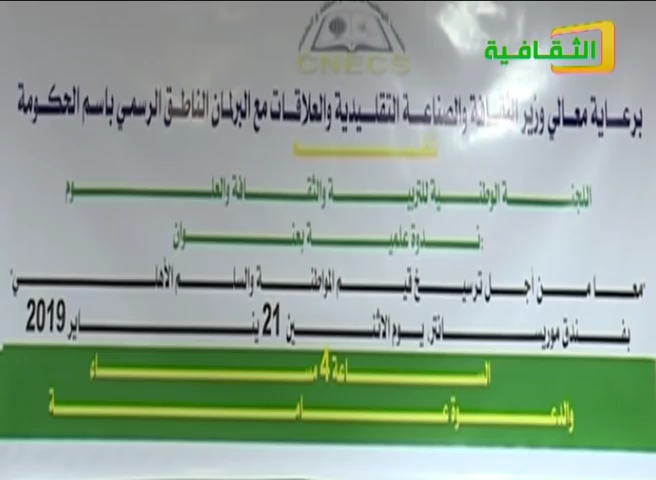 الثقافية
CNECS
برعاية معالي وزير الثقافة والصناعة التقليدية والعلاقات مع البرلمان الناطق الرسمي باسم الحكومة
اللجنة الوطنية للتربية والثقافة والعلوم
ندوة علمية بعنوان:
"معا من أجل ترسيخ قيم المواطنة والسلم الأهلي"
بفندق موريسانتر يوم الاثنين 21 يناير 2019
الساعة 4 مساء
والدعوة عامة